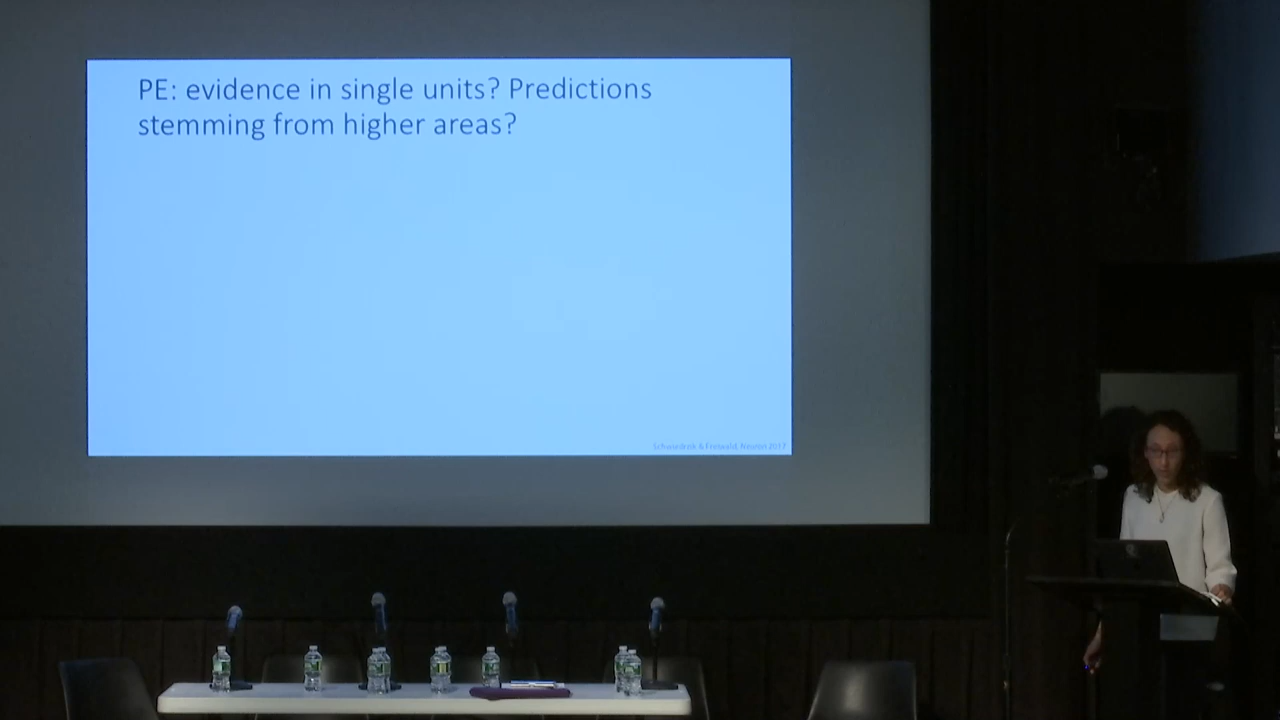 PE: evidence in single units? Predictions
stemming from higher areas?
Schwiedrzik & Freiwald, Neuron 2017